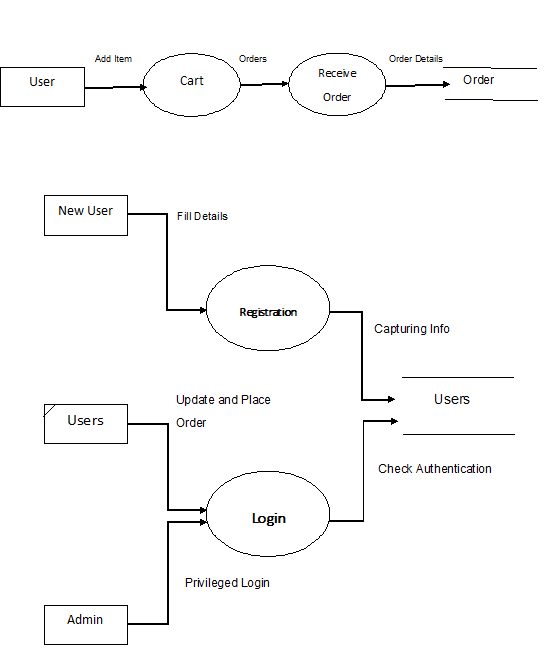 Add Item
Orders
Order Details
User
Cart
Receive
Order
Order
New User
Fill Details
Registration
Capturing Info
Users
Update and Place
Order
Users
Check Authentication
Login
Privileged Login
Admin